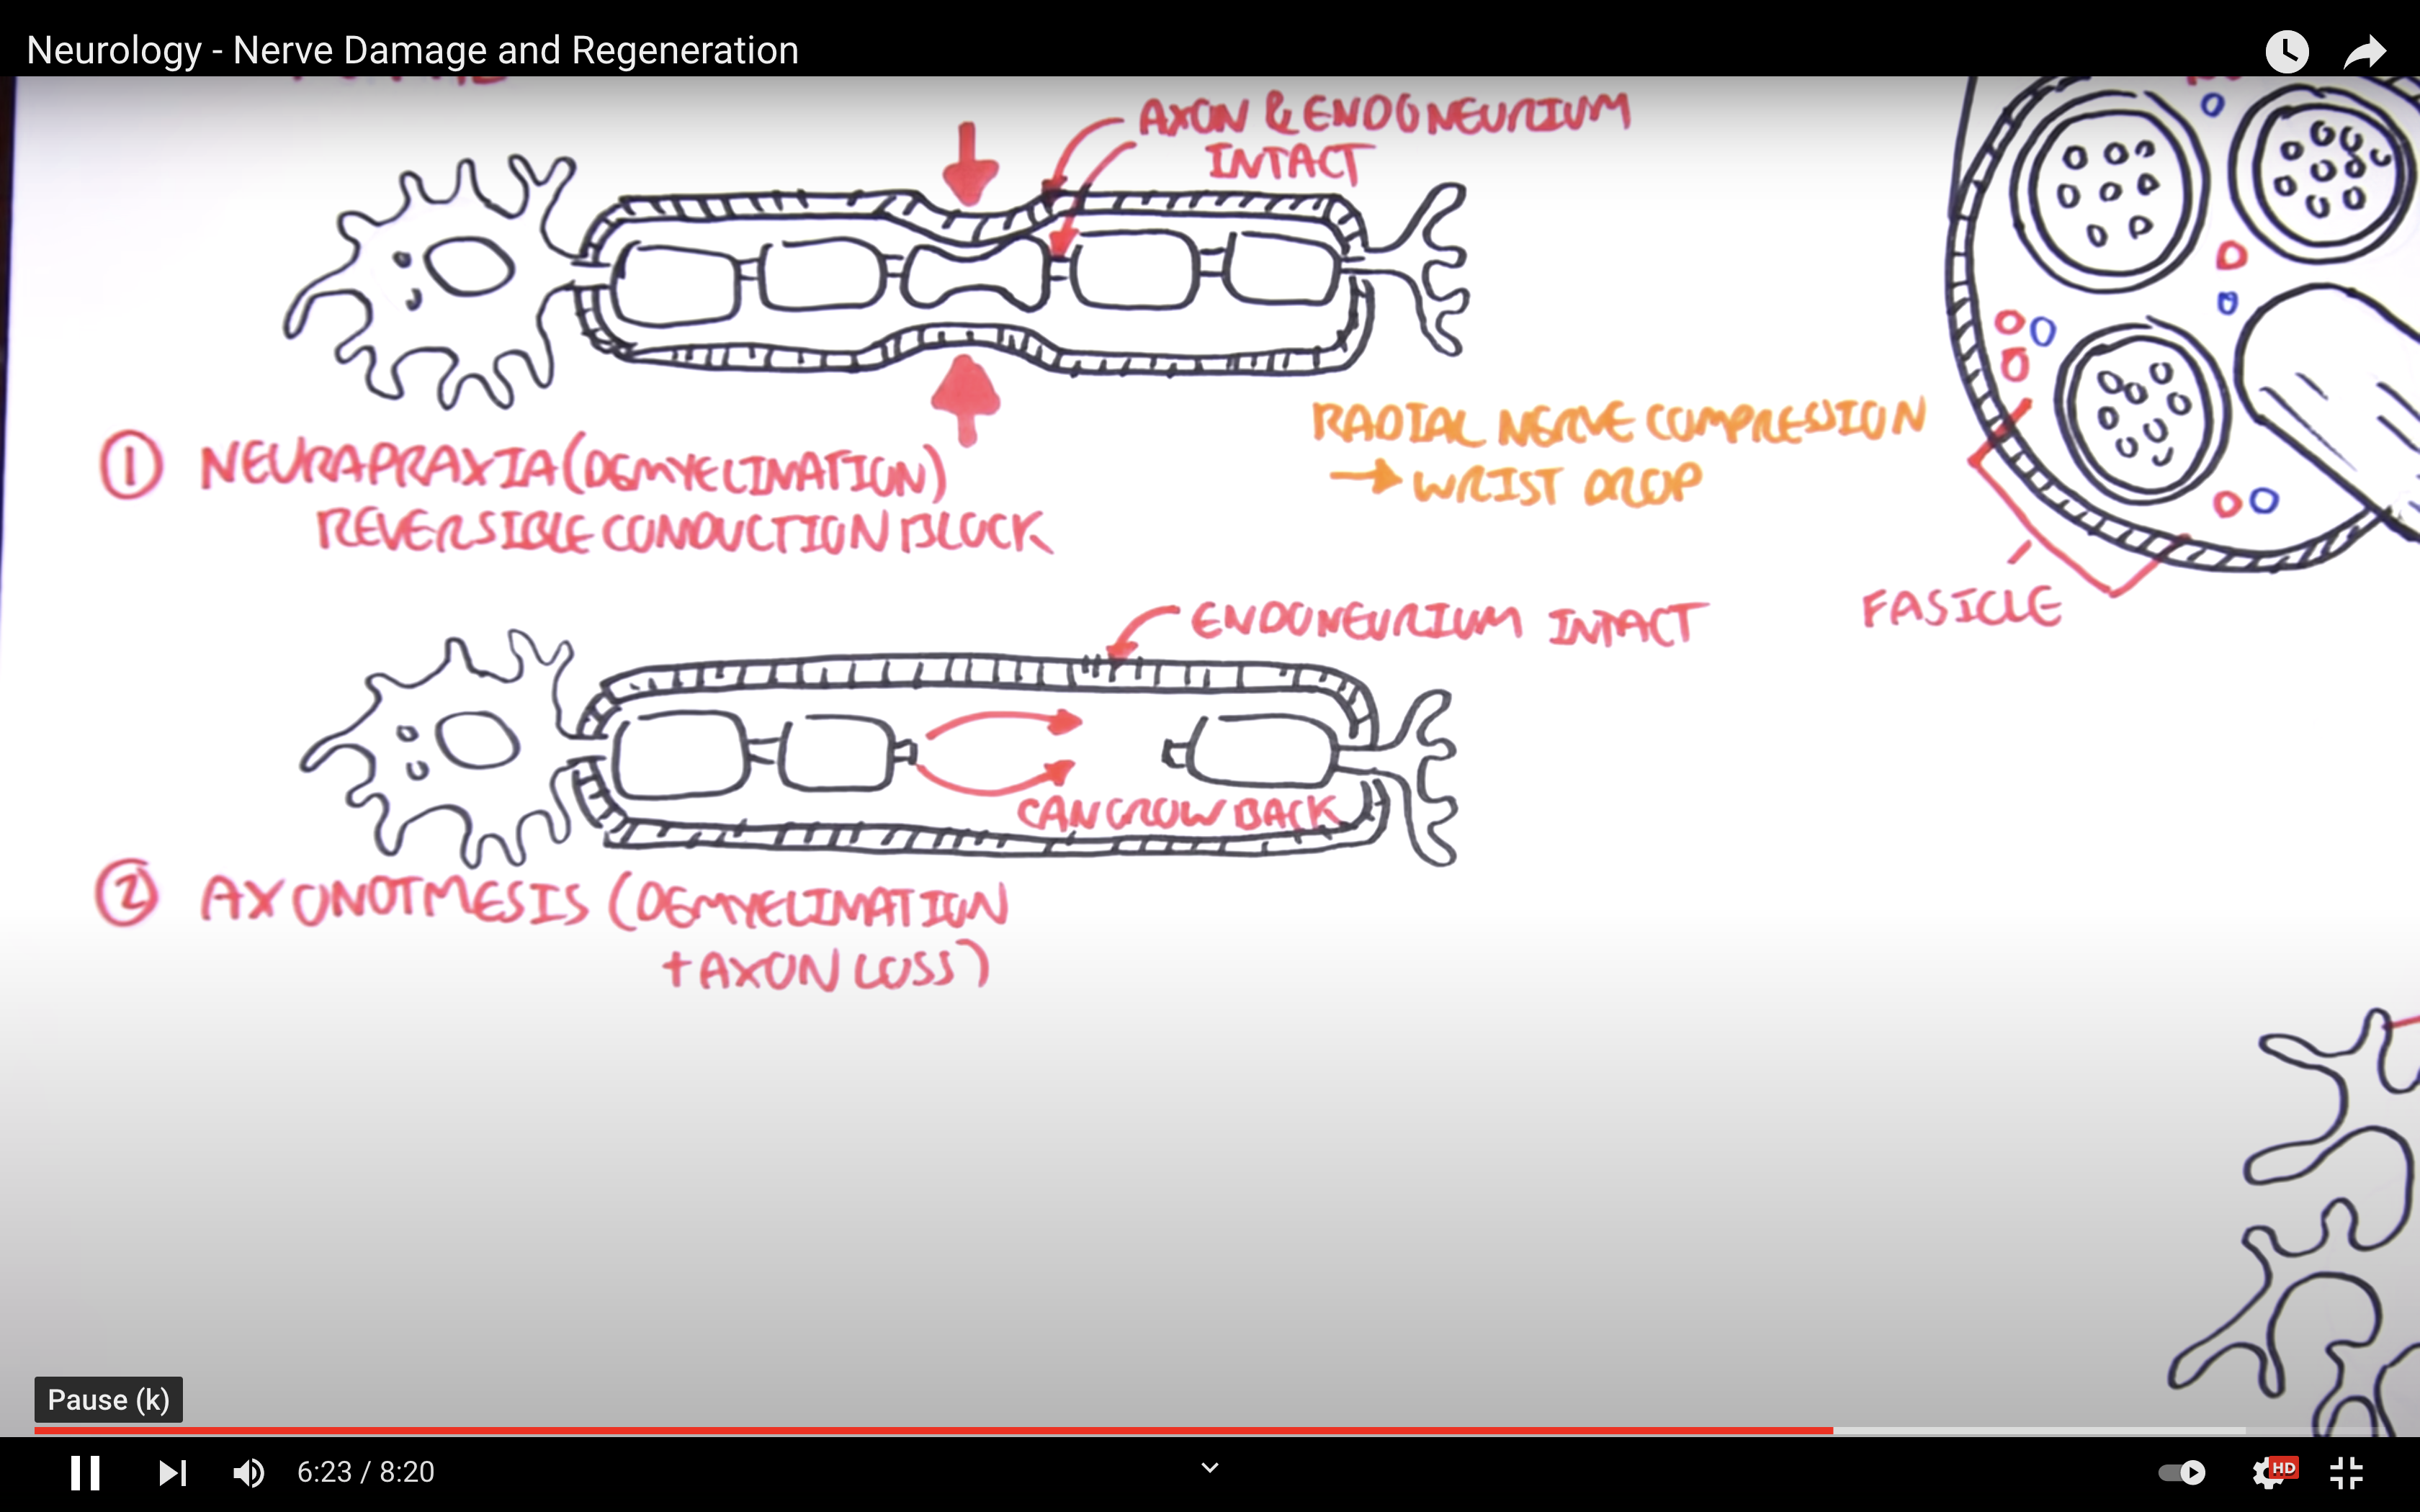 Neurology - Nerve Damage and Regeneration
AXON & ENDONEURIUM
INTACT
① NEURAPRAXIA (DEMYELINATION)
REVERSIBLE CONDUCTION BLOCK
RADIAL NERVE COMPRESSION
→ WRIST DROP
FASICLE
ENDONEURIUM INTACT
CAN GROW BACK
② AXONOTMESIS (DEMYELINATION
+ AXON LOSS)
Pause (k)
6:23 / 8:20
HD